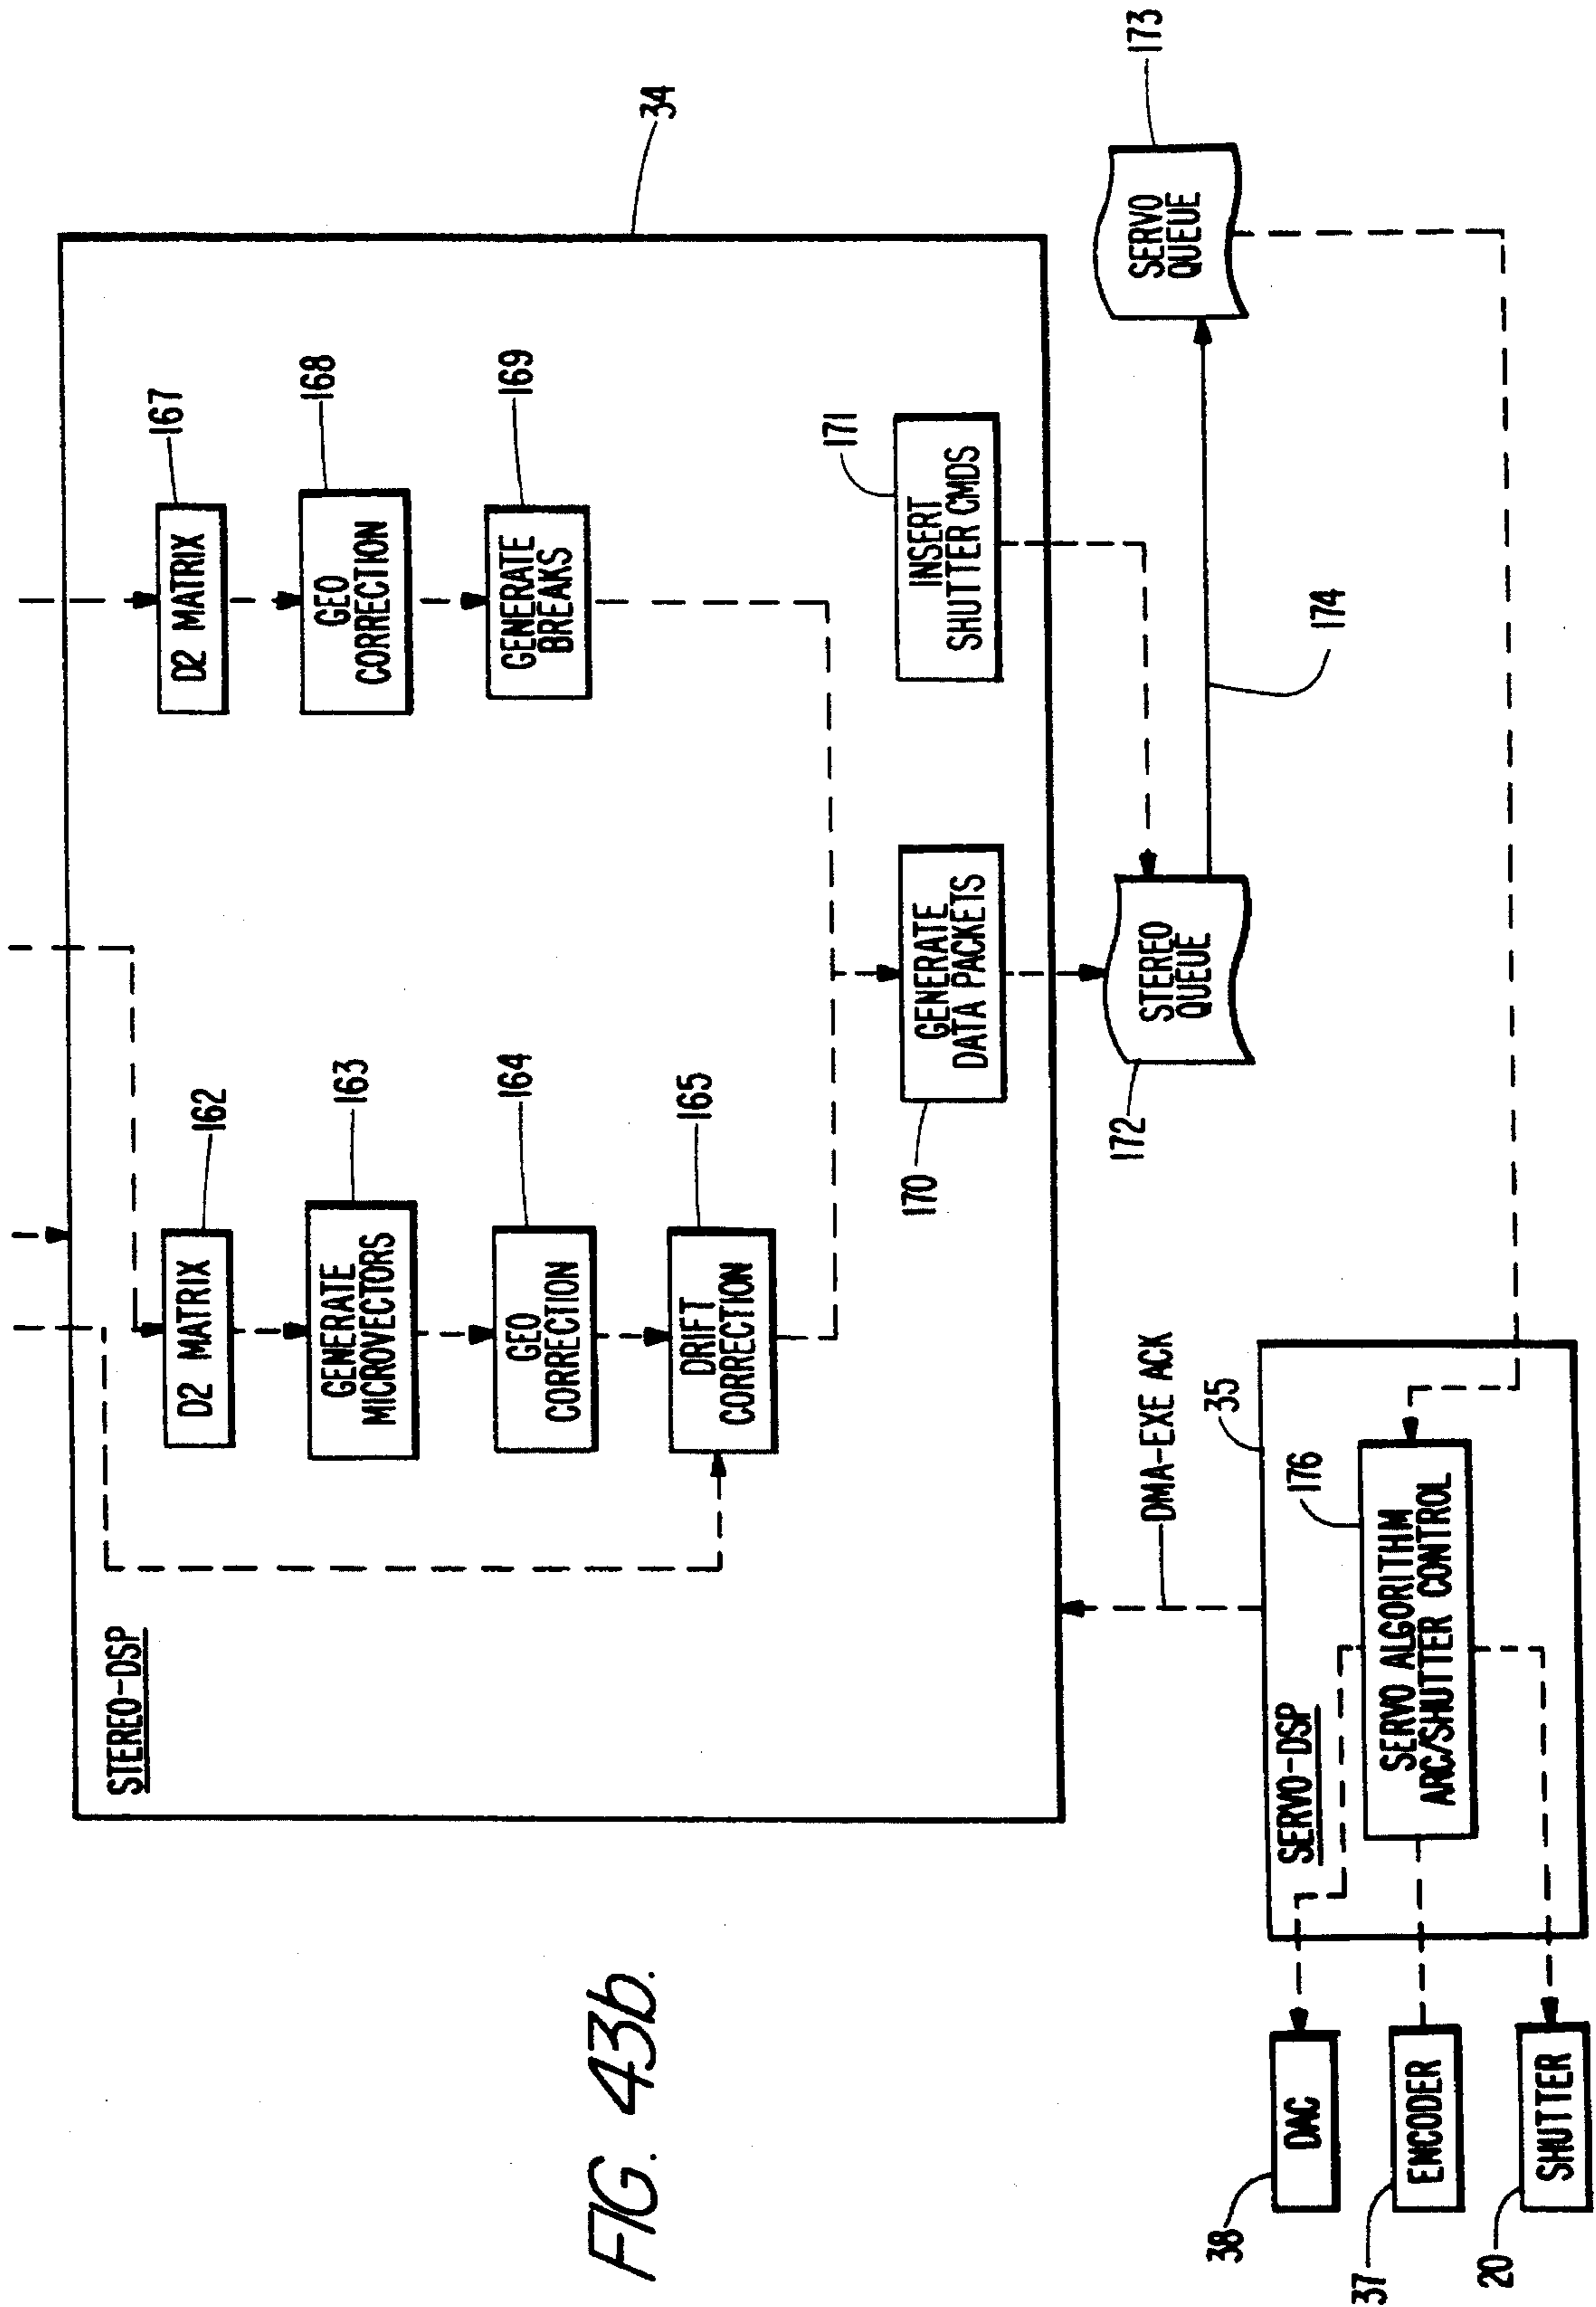 STEREO-DSP
34
D2 MATRIX
162
GENERATE
MICROVECTORS
163
GEO
CORRECTION
164
DRIFT
CORRECTION
165
D2 MATRIX
167
GEO
CORRECTION
168
GENERATE
BREAKS
169
GENERATE
DATA PACKETS
170
INSERT
SHUTTER CMDS
171
STEREO
QUEUE
172
SERVO
QUEUE
173
174
DMA-EXE ACK
35
SERVO-DSP
SERVO ALGORITHM
ARC/SHUTTER CONTROL
176
DAC
38
ENCODER
37
SHUTTER
20
FIG. 43b.